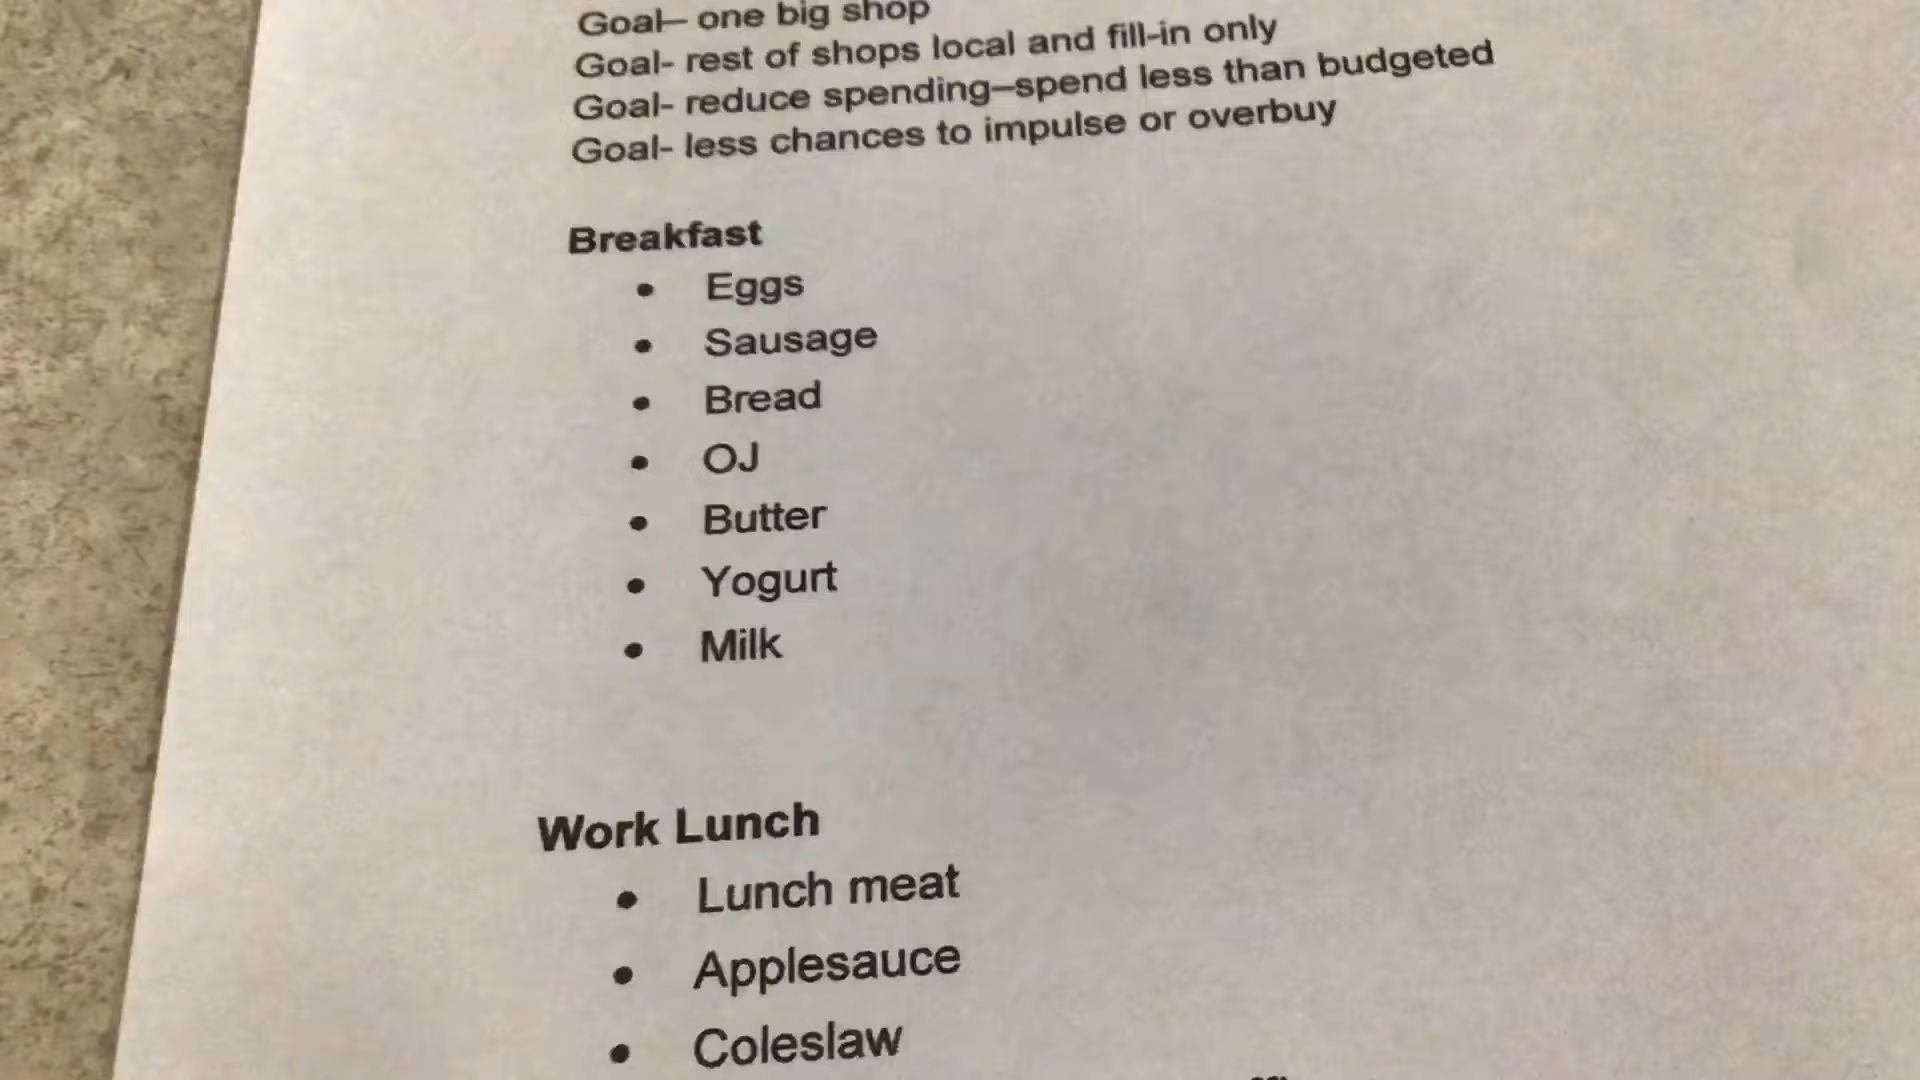 Goal– one big shop
Goal- rest of shops local and fill-in only
Goal- reduce spending–spend less than budgeted
Goal- less chances to impulse or overbuy
Breakfast
• Eggs
• Sausage
• Bread
• OJ
• Butter
• Yogurt
• Milk
Work Lunch
• Lunch meat
• Applesauce
• Coleslaw